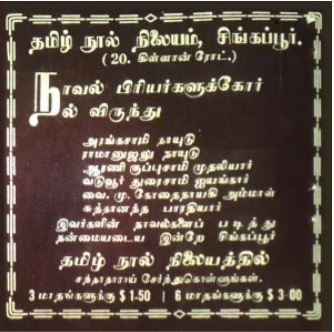 தமிழ் நூல் நிலையம், சிங்கப்பூர்.
(20. கிள்ளான் ரோட்.)
நாவல் பிரியர்களுக்கோர்
நல் விருந்து
அரங்கசாமி நாயுடு
ராமானுஜலு நாயுடு
ஆரணி குப்புசாமி முதலியார்
வடுவூர் துரைசாமி ஐயங்கார்
வை. மு. கோதைநாயகி அம்மாள்
சுத்தானந்த பாரதியார்
இவர்களின் நாவல்களைப் படித்து
நன்மையடைய இன்றே சிங்கப்பூர்
தமிழ் நூல் நிலையத்தில்
சந்தாதாராய் சேர்ந்துகொள்ளுங்கள்.
3 மாதங்களுக்கு $ 1-50 | 6 மாதங்களுக்கு $ 3-00